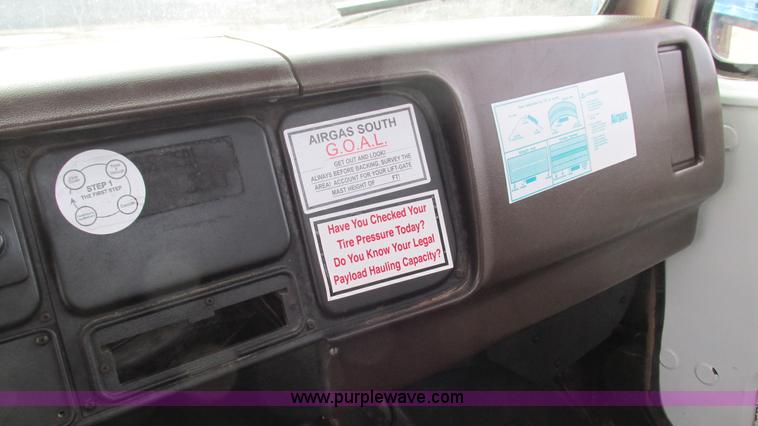 STEP 1
THE FIRST STEP
AIRGAS SOUTH
G.O.A.L.
GET OUT AND LOOK!
ALWAYS BEFORE BACKING, SURVEY THE
AREA! ACCOUNT FOR YOUR LIFT-GATE
MAST HEIGHT OF ____ FT!
Have You Checked Your
Tire Pressure Today?
Do You Know Your Legal
Payload Hauling Capacity?
Airgas
www.purplewave.com